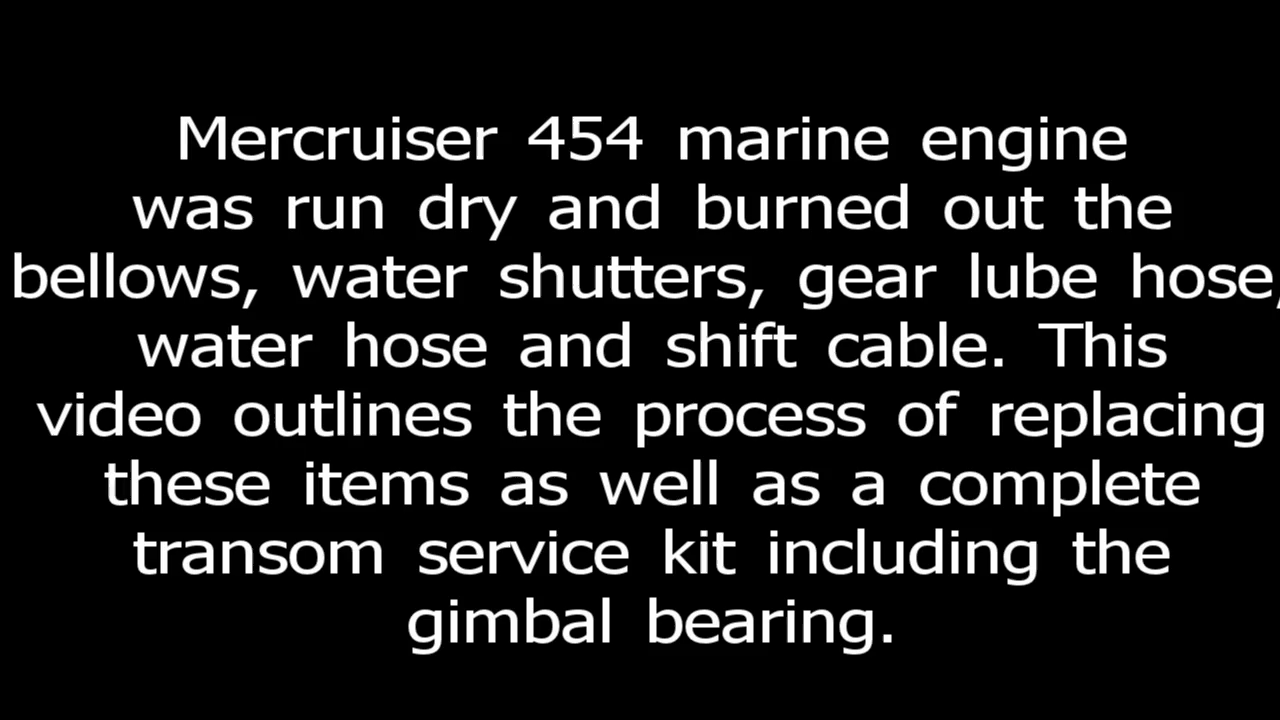 Mercruiser 454 marine engine
was run dry and burned out the
bellows, water shutters, gear lube hose,
water hose and shift cable. This
video outlines the process of replacing
these items as well as a complete
transom service kit including the
gimbal bearing.